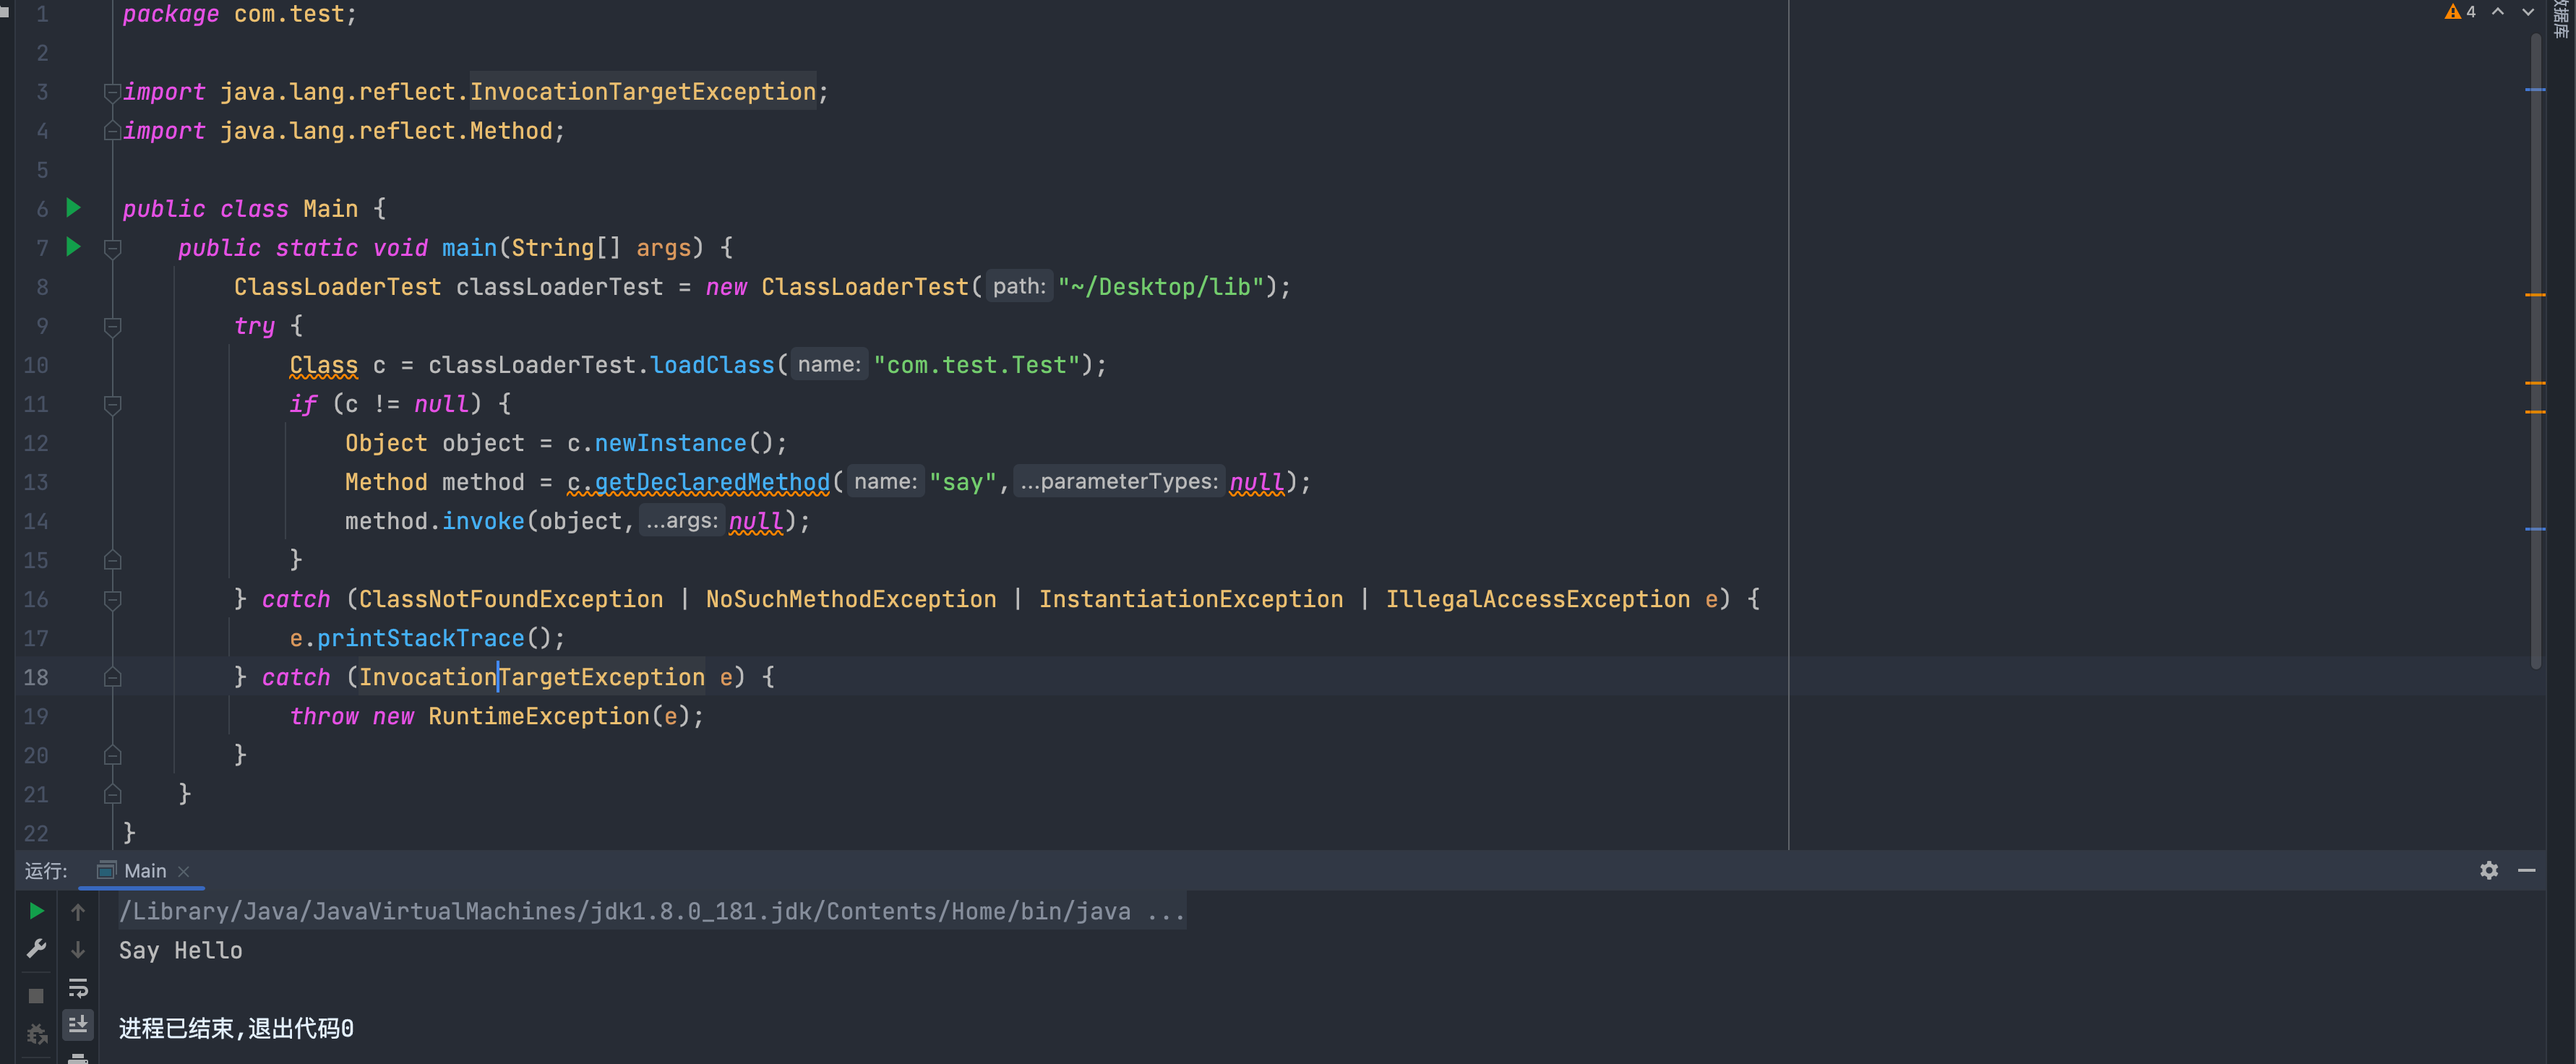 1 package com.test;
2
3 import java.lang.reflect.InvocationTargetException;
4 import java.lang.reflect.Method;
5
6 public class Main {
7 public static void main(String[] args) {
8 ClassLoaderTest classLoaderTest = new ClassLoaderTest( path: "~/Desktop/lib");
9 try {
10 Class c = classLoaderTest.loadClass( name: "com.test.Test");
11 if (c != null) {
12 Object object = c.newInstance();
13 Method method = c.getDeclaredMethod( name: "say", ...parameterTypes: null);
14 method.invoke(object, ...args: null);
15 }
16 } catch (ClassNotFoundException | NoSuchMethodException | InstantiationException | IllegalAccessException e) {
17 e.printStackTrace();
18 } catch (InvocationTargetException e) {
19 throw new RuntimeException(e);
20 }
21 }
22 }
4
数据库
运行: Main
/Library/Java/JavaVirtualMachines/jdk1.8.0_181.jdk/Contents/Home/bin/java ...
Say Hello
进程已结束,退出代码0